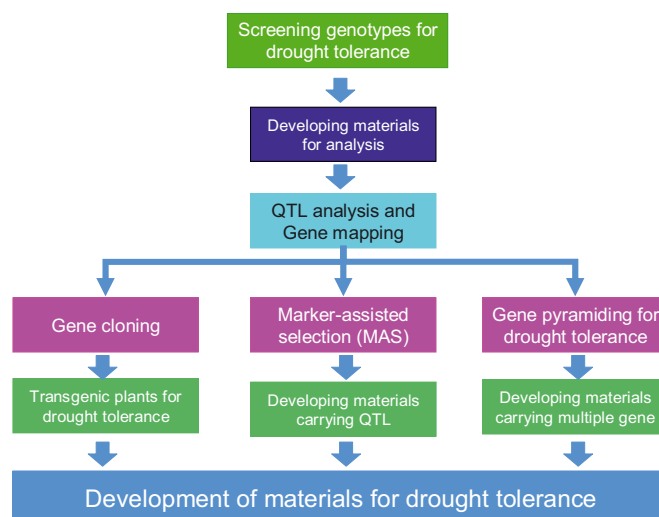 Screening genotypes for
drought tolerance
Developing materials
for analysis
QTL analysis and
Gene mapping
Gene cloning
Marker-assisted
selection (MAS)
Gene pyramiding for
drought tolerance
Transgenic plants for
drought tolerance
Developing materials
carrying QTL
Developing materials
carrying multiple gene
Development of materials for drought tolerance